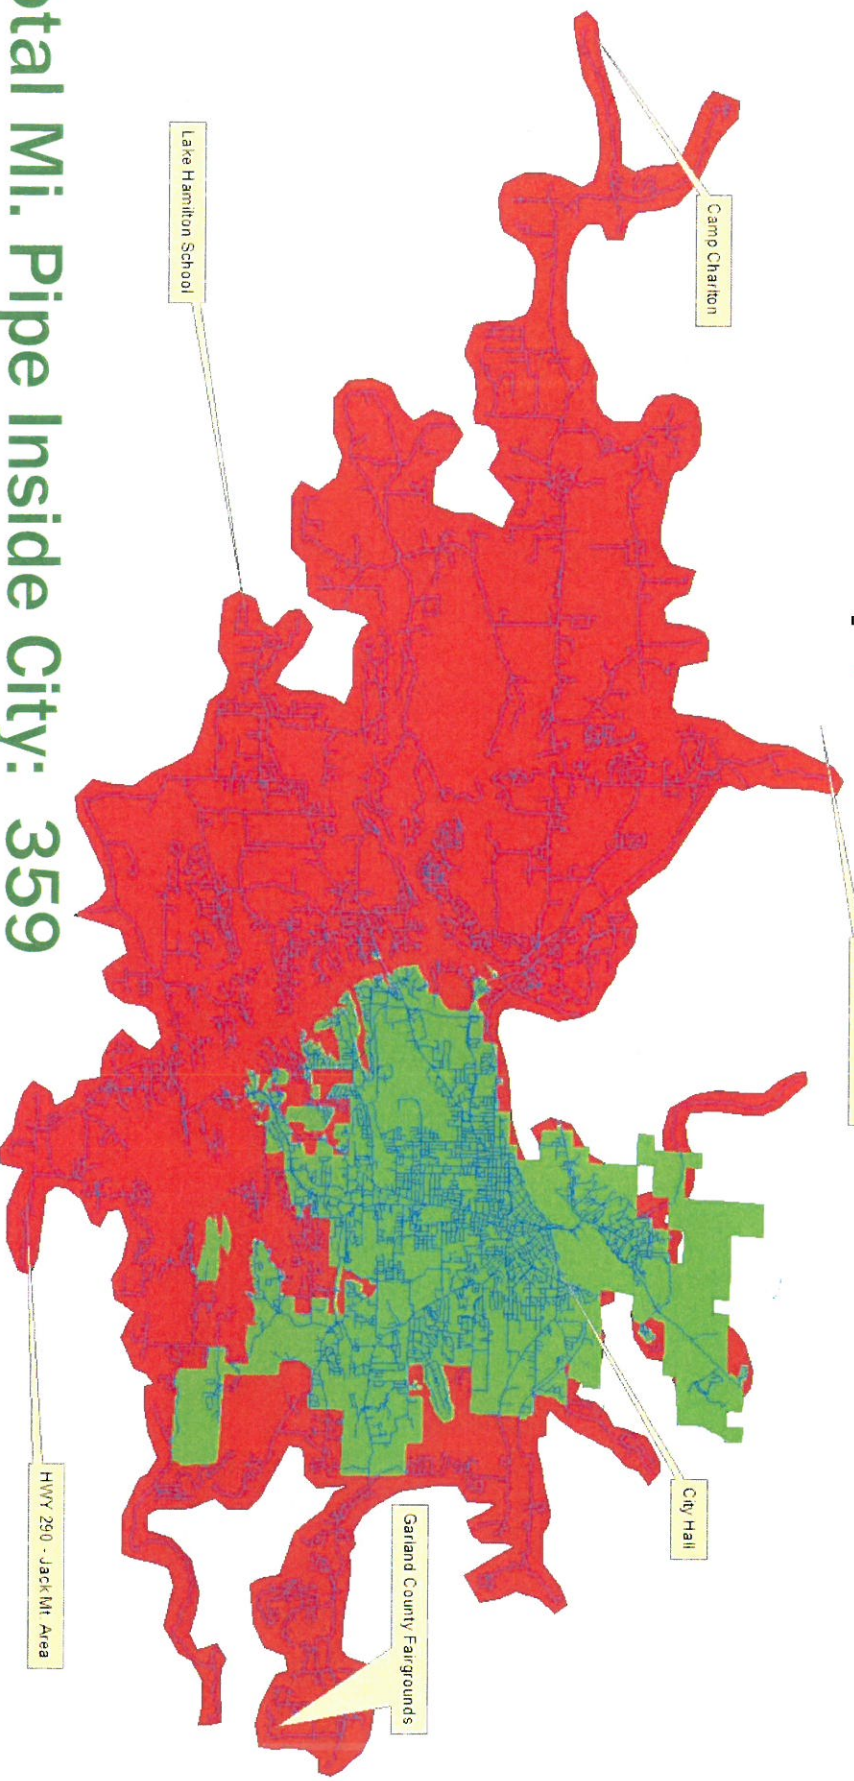 Camp Charlton
Lake Hamilton School
City Hall
Garland County Fairgrounds
HWY 290 - Jack Mt. Area
otal Mi. Pipe Inside City: 359